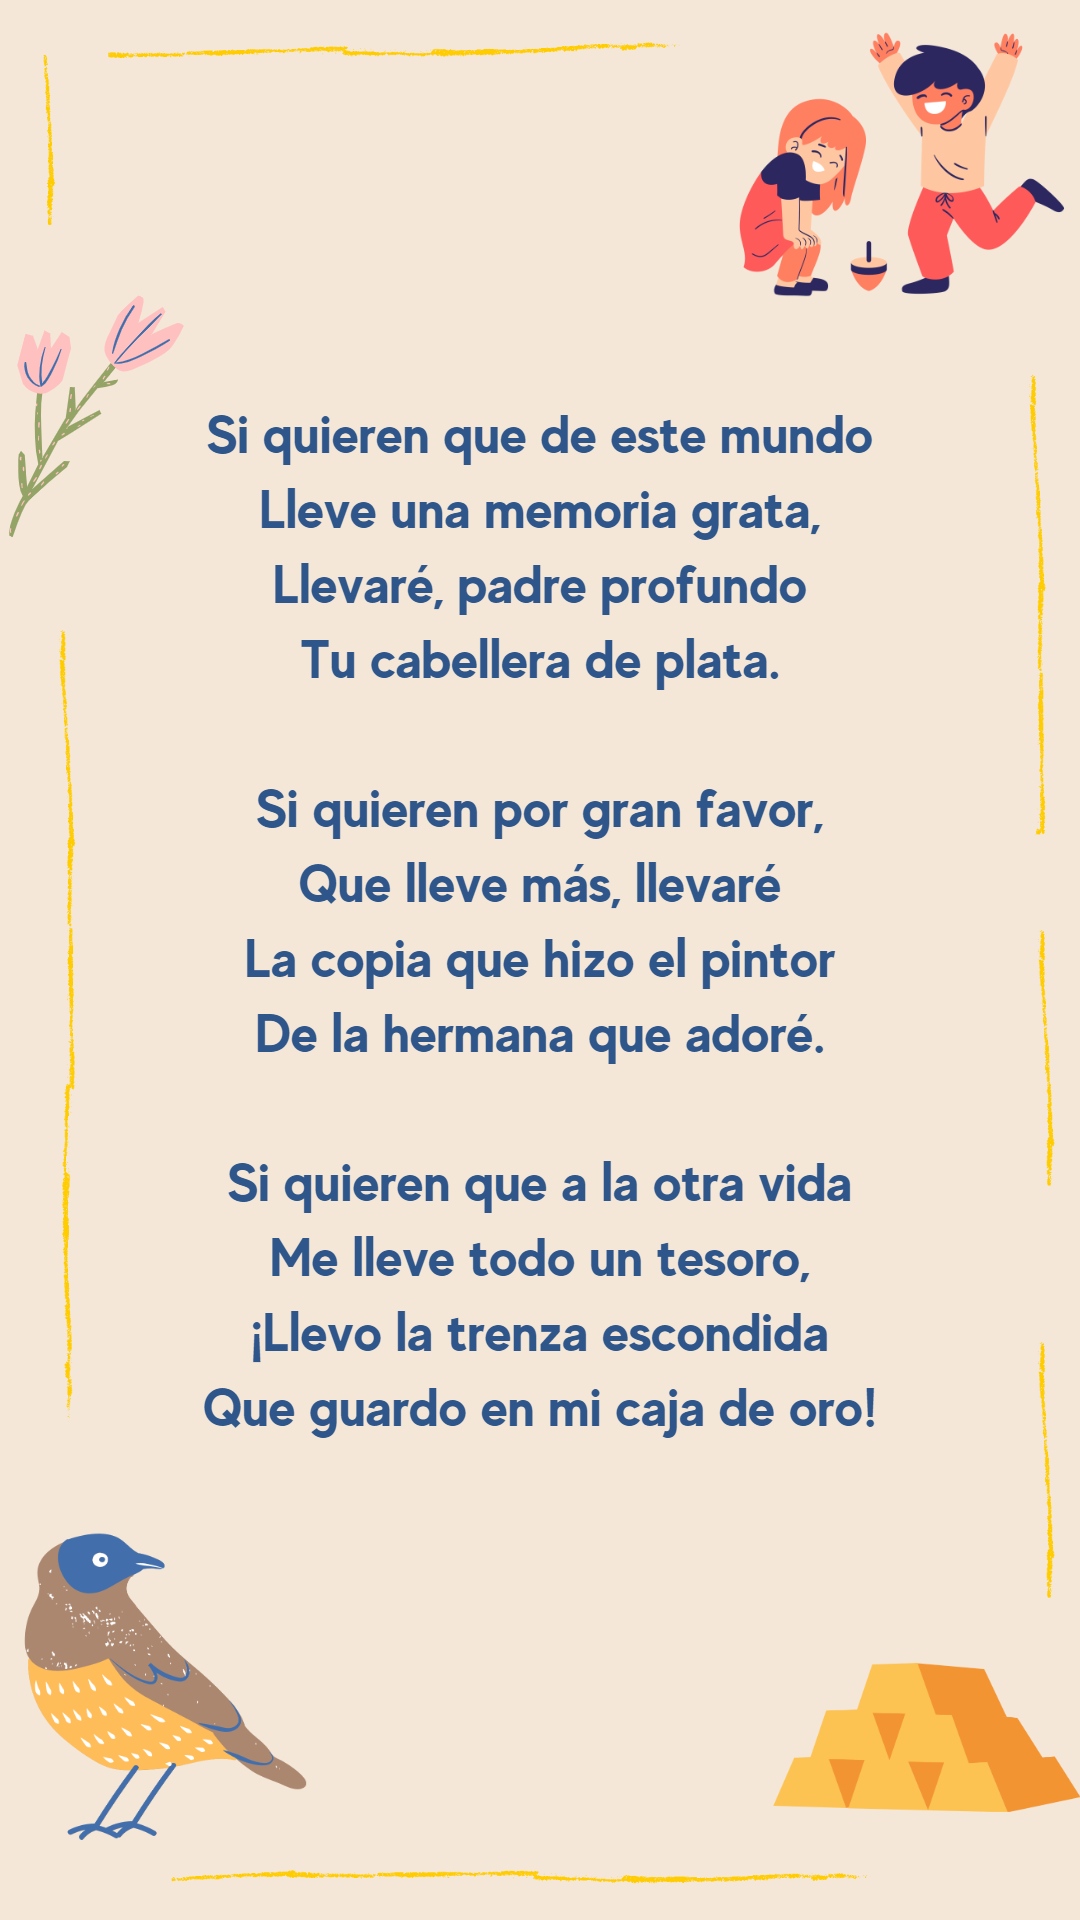 Si quieren que de este mundo
Lleve una memoria grata,
Llevaré, padre profundo
Tu cabellera de plata.
Si quieren por gran favor,
Que lleve más, llevaré
La copia que hizo el pintor
De la hermana que adoré.
Si quieren que a la otra vida
Me lleve todo un tesoro,
¡Llevo la trenza escondida
Que guardo en mi caja de oro!